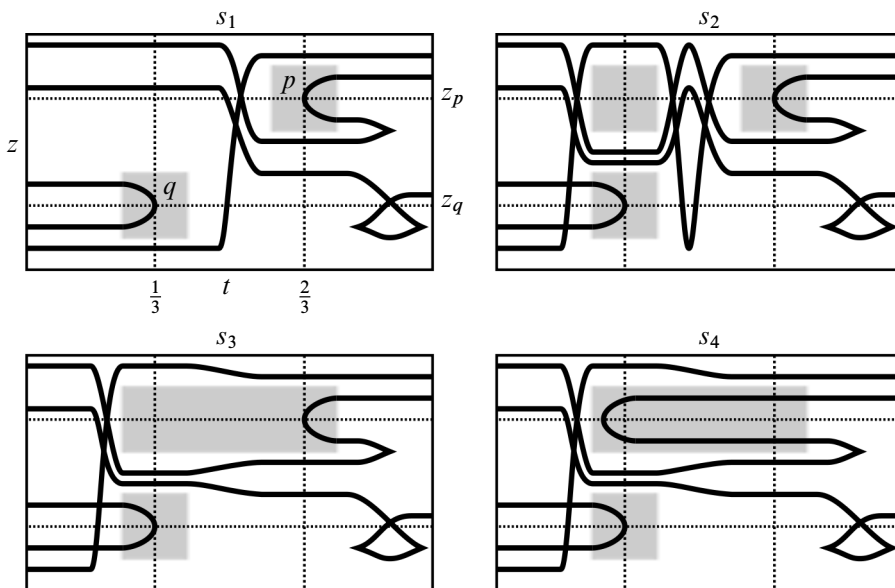 s₁ s₂
p
z_p
z
q
z_q
1/3 t 2/3
s₃ s₄